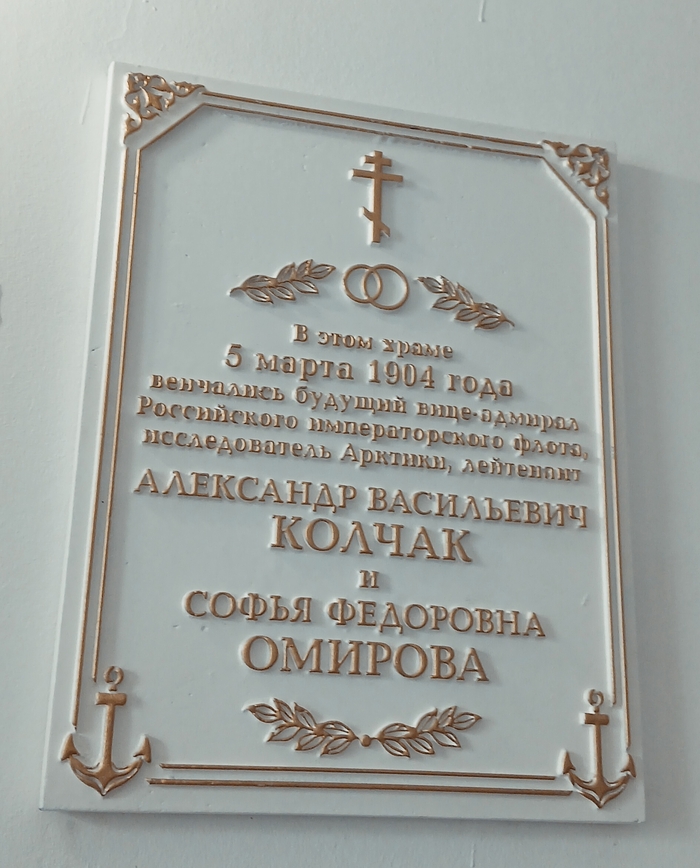 В этом храме
5 марта 1904 года
венчались будущий вице-адмирал
Российского императорского флота,
исследователь Арктики, лейтенант
АЛЕКСАНДР ВАСИЛЬЕВИЧ
КОЛЧАК
и
СОФЬЯ ФЕДОРОВНА
ОМИРОВА